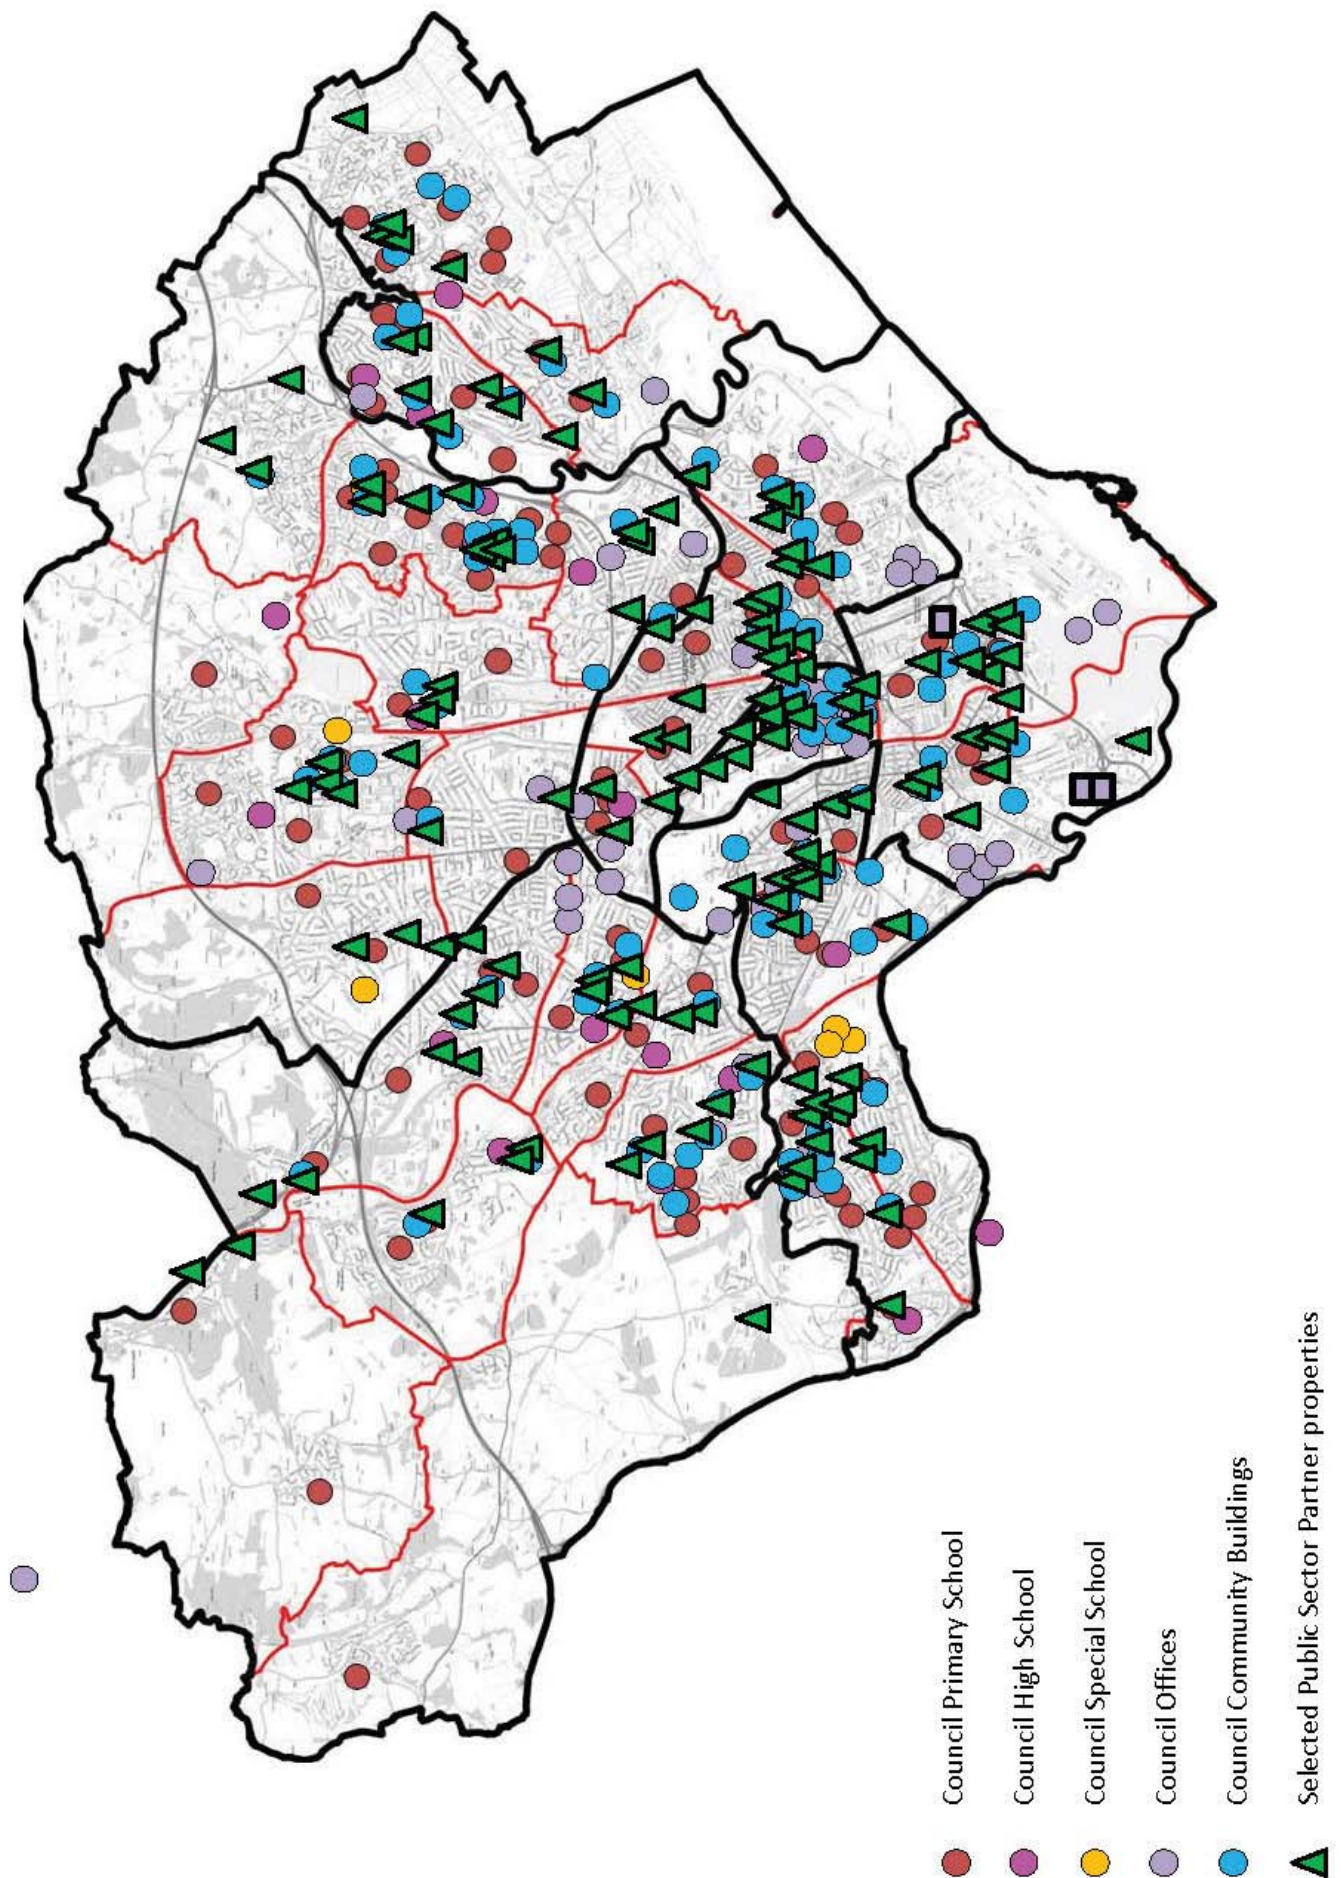 Council Primary School
Council High School
Council Special School
Council Offices
Council Community Buildings
Selected Public Sector Partner properties